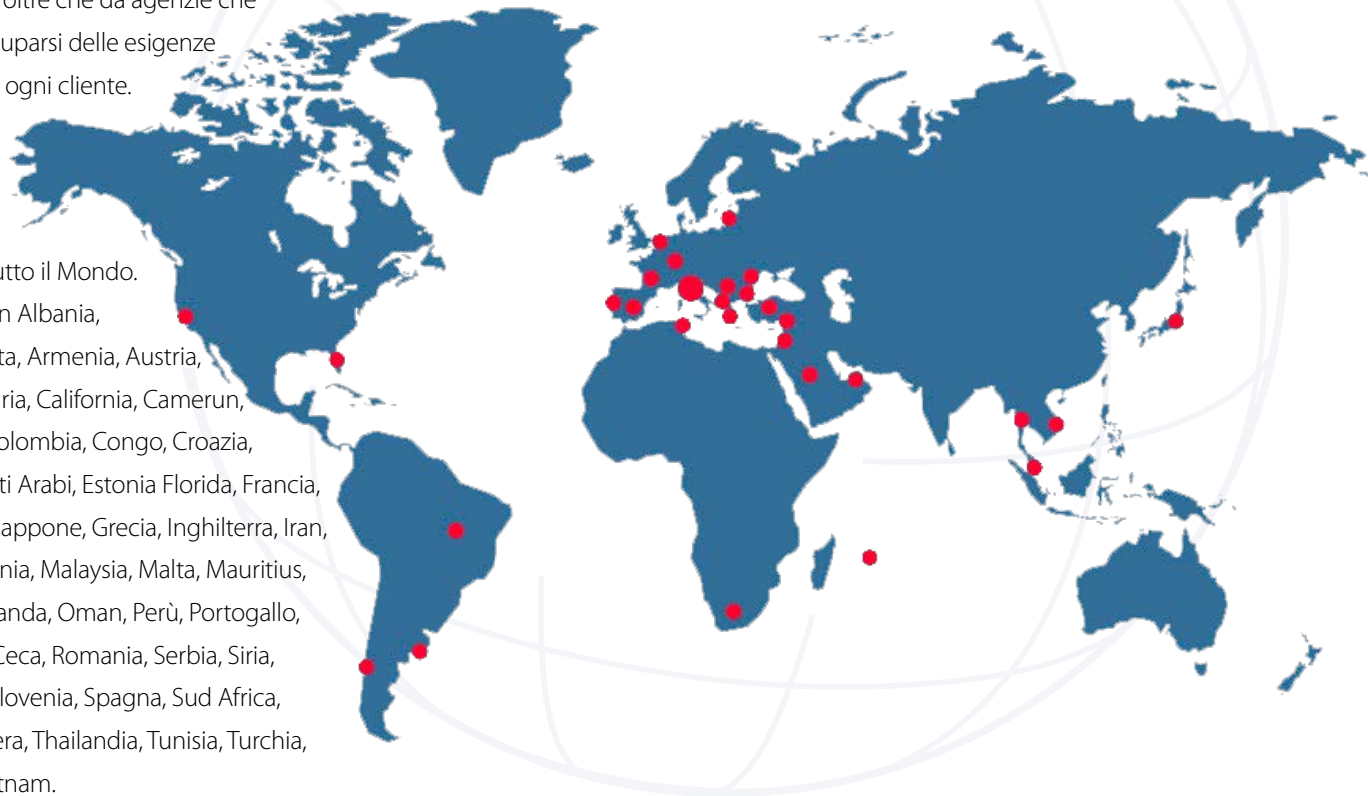 oltre che da agenzie che
uparsi delle esigenze
ogni cliente.
utto il Mondo.
n Albania,
ta, Armenia, Austria,
ria, California, Camerun,
olombia, Congo, Croazia,
ti Arabi, Estonia Florida, Francia,
appone, Grecia, Inghilterra, Iran,
nia, Malaysia, Malta, Mauritius,
anda, Oman, Perù, Portogallo,
Ceca, Romania, Serbia, Siria,
lovenia, Spagna, Sud Africa,
era, Thailandia, Tunisia, Turchia,
tnam.